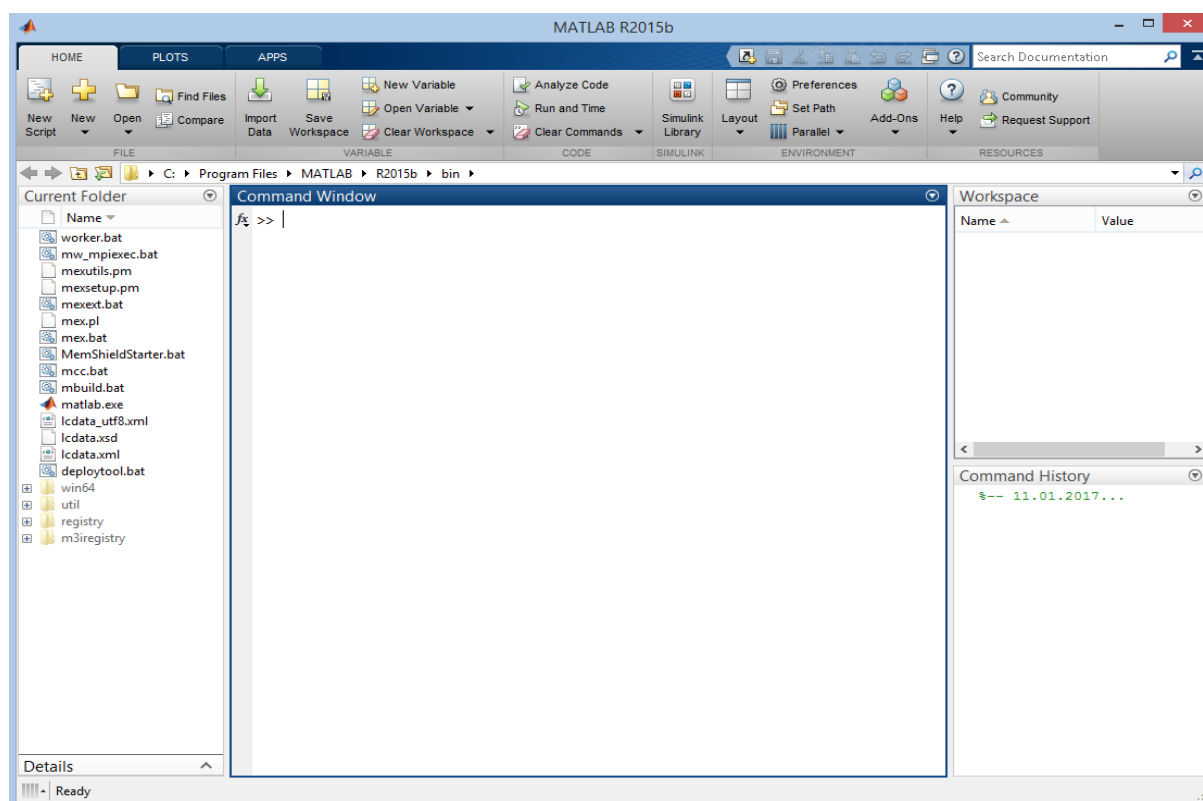 MATLAB R2015b
HOME PLOTS APPS
Search Documentation
New Script
New
Open
Find Files
Compare
FILE
Import Data
Save Workspace
New Variable
Open Variable
Clear Workspace
VARIABLE
Analyze Code
Run and Time
Clear Commands
CODE
Simulink Library
SIMULINK
Layout
Preferences
Set Path
Parallel
Add-Ons
ENVIRONMENT
Help
Community
Request Support
RESOURCES
C: Program Files MATLAB R2015b bin
Current Folder
Name
worker.bat
mw_mpiexec.bat
mexutils.pm
mexsetup.pm
mexext.bat
mex.pl
mex.bat
MemShieldStarter.bat
mcc.bat
mbuild.bat
matlab.exe
lcdata_utf8.xml
lcdata.xsd
lcdata.xml
deploytool.bat
win64
util
registry
m3iregistry
Details
Command Window
fx >>
Workspace
Name Value
Command History
%-- 11.01.2017...
Ready